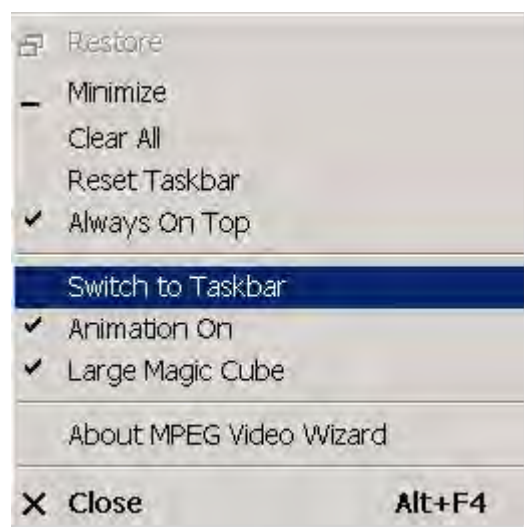 Restore
Minimize
Clear All
Reset Taskbar
Always On Top
Switch to Taskbar
Animation On
Large Magic Cube
About MPEG Video Wizard
Close Alt+F4